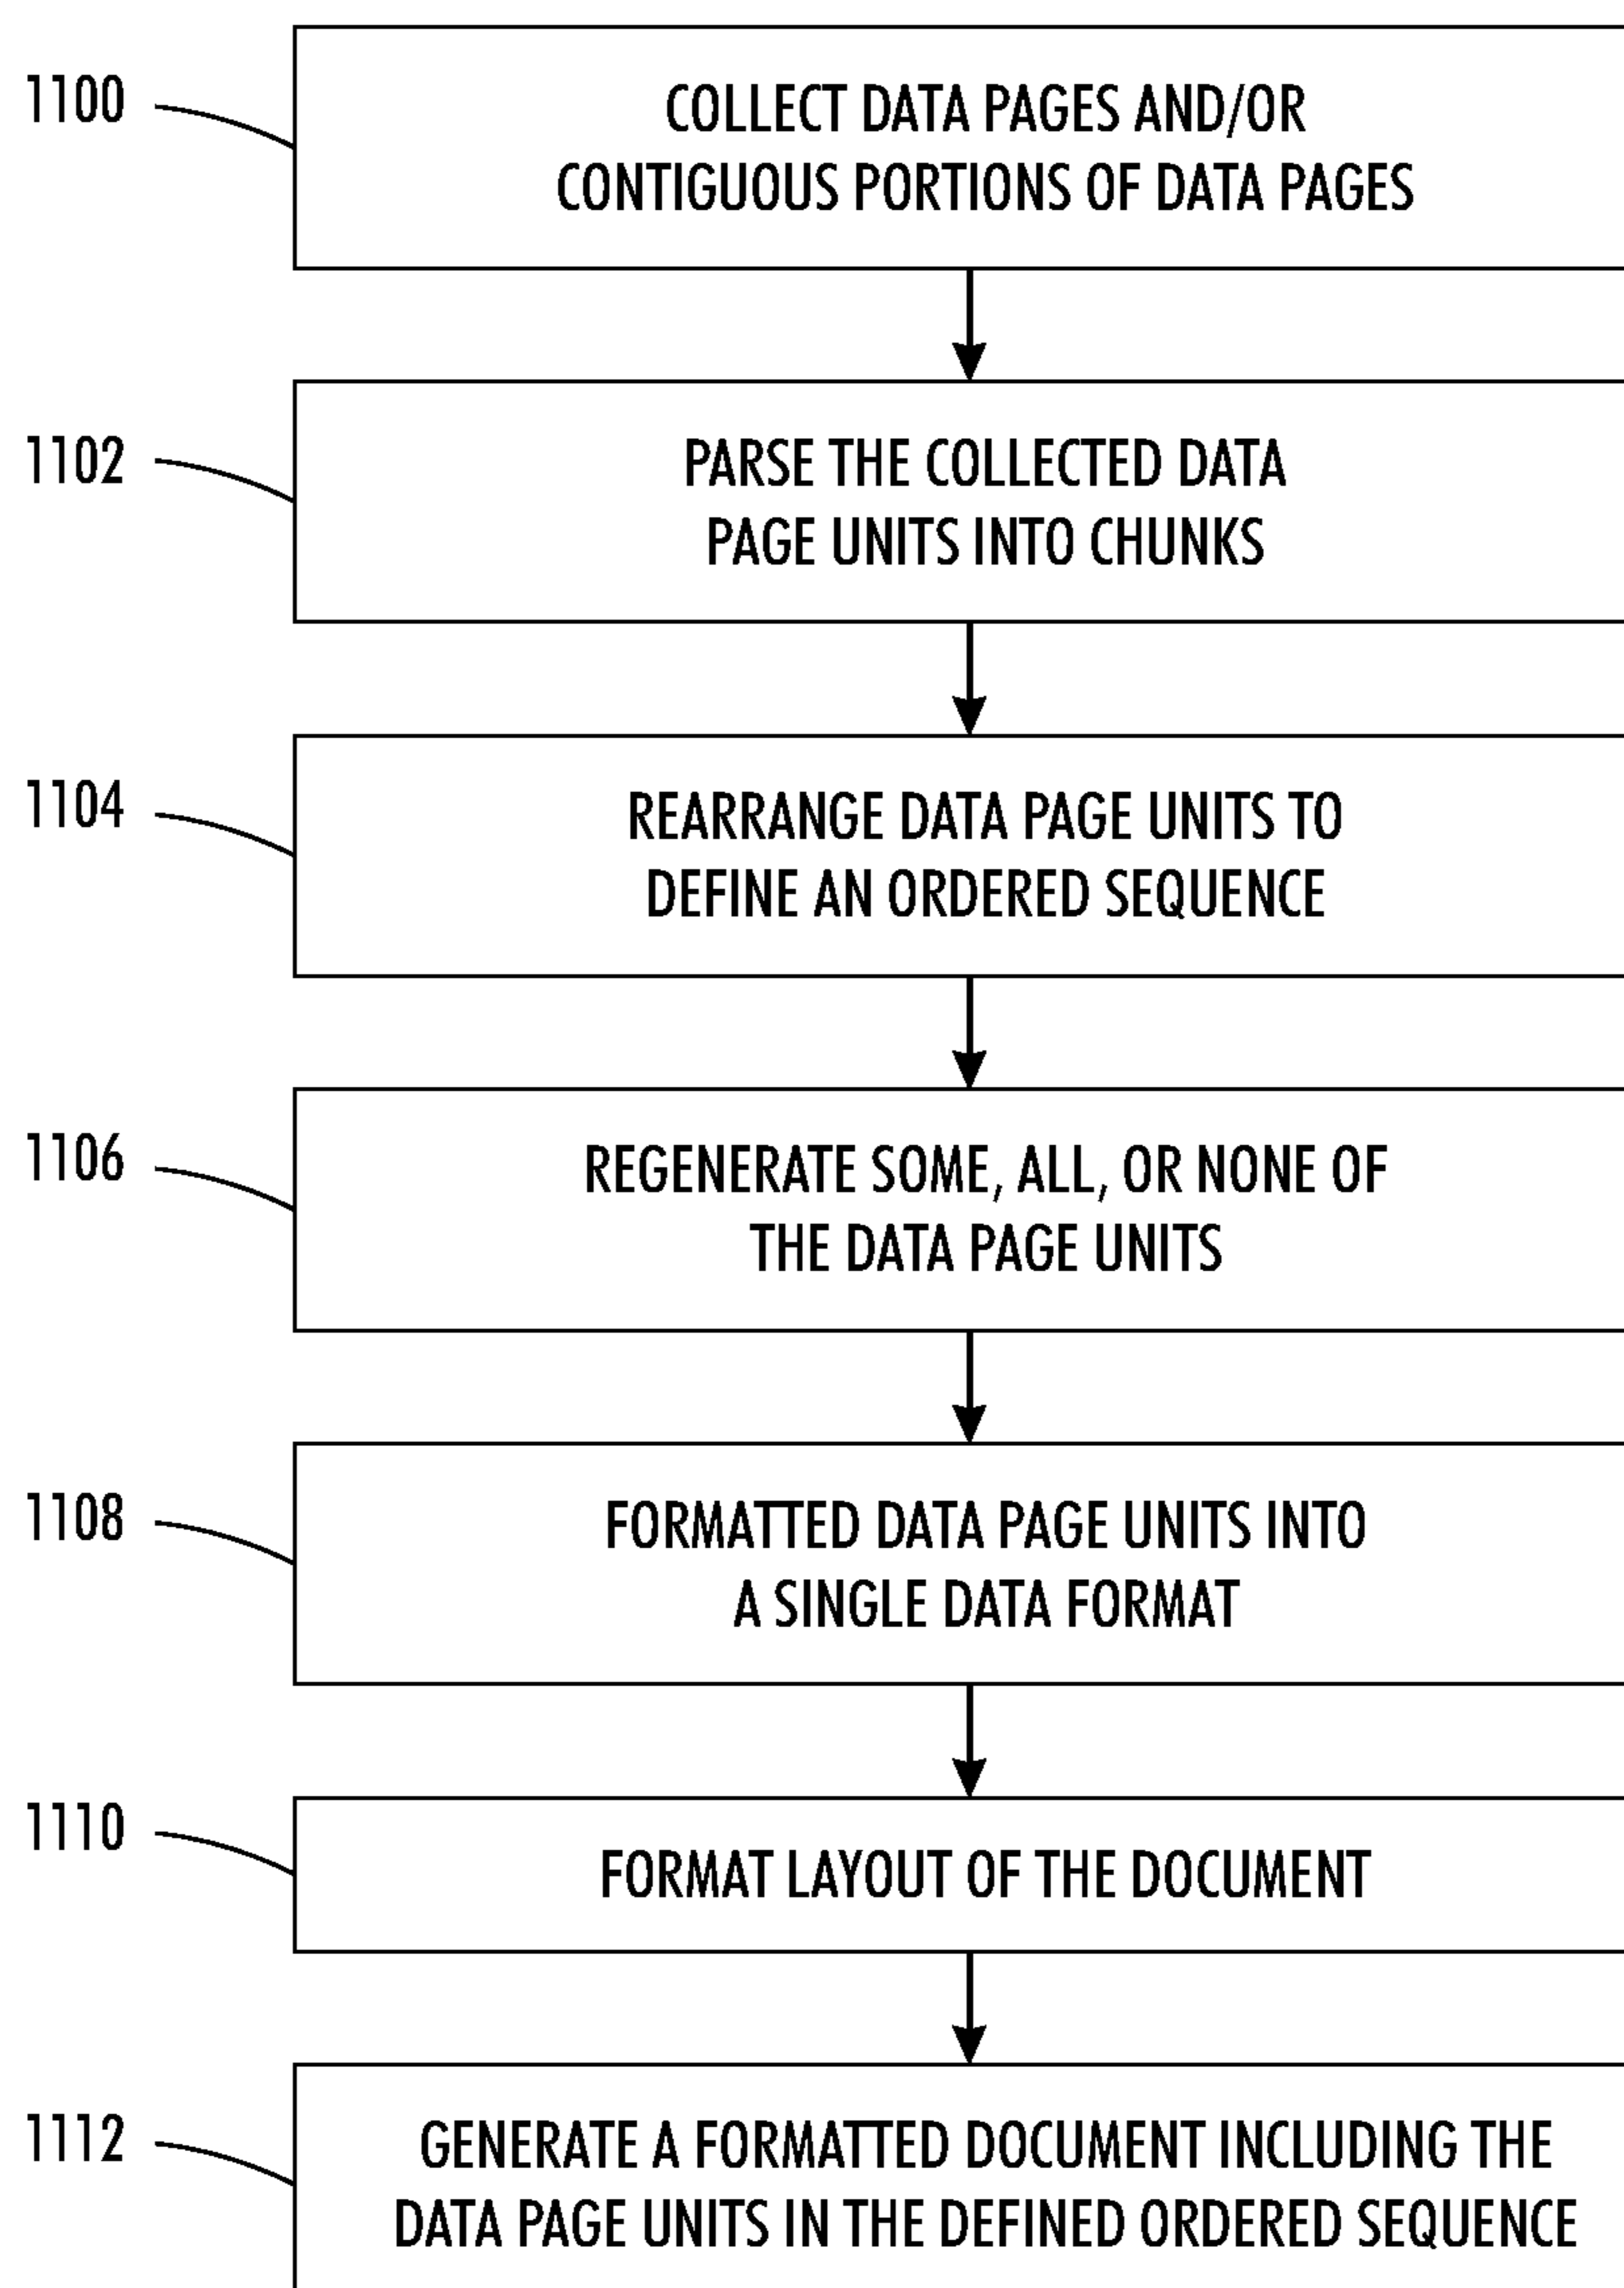 1100
COLLECT DATA PAGES AND/OR
CONTIGUOUS PORTIONS OF DATA PAGES
1102
PARSE THE COLLECTED DATA
PAGE UNITS INTO CHUNKS
1104
REARRANGE DATA PAGE UNITS TO
DEFINE AN ORDERED SEQUENCE
1106
REGENERATE SOME, ALL, OR NONE OF
THE DATA PAGE UNITS
1108
FORMATTED DATA PAGE UNITS INTO
A SINGLE DATA FORMAT
1110
FORMAT LAYOUT OF THE DOCUMENT
1112
GENERATE A FORMATTED DOCUMENT INCLUDING THE
DATA PAGE UNITS IN THE DEFINED ORDERED SEQUENCE